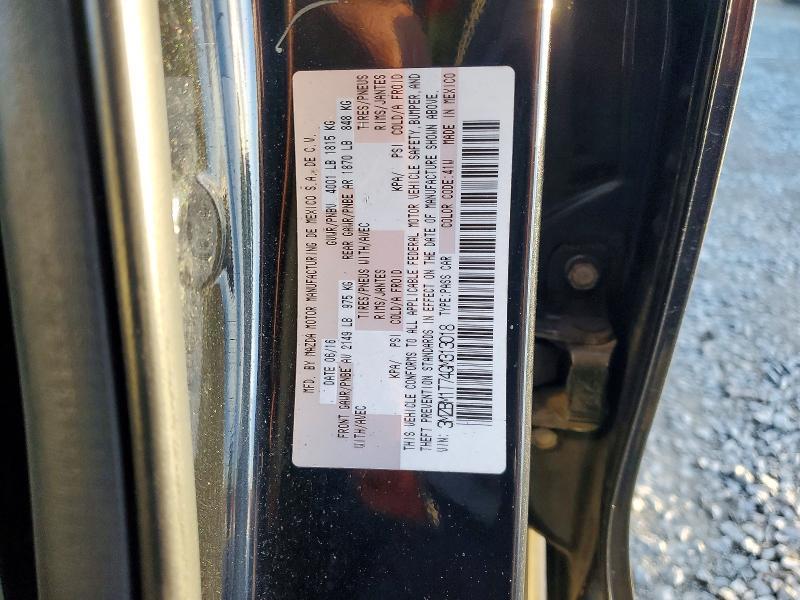 MFD. BY MAZDA MOTOR MANUFACTURING DE MEXICO S.A. DE C.V.
DATE 06/16 GVWR/PNBV 4001 LB 1815 KG
FRONT GAWR/PNBE AV 2149 LB 975 KG REAR GAWR/PNBE AR 1870 LB 848 KG
WITH/AVEC TIRES/PNEUS WITH/AVEC TIRES/PNEUS
RIMS/JANTES RIMS/JANTES
KPA/ PSI COLD/A FROID KPA/ PSI COLD/A FROID
THIS VEHICLE CONFORMS TO ALL APPLICABLE FEDERAL MOTOR VEHICLE SAFETY, BUMPER, AND
THEFT PREVENTION STANDARDS IN EFFECT ON THE DATE OF MANUFACTURE SHOWN ABOVE.
VIN: 3MZBM1T74GM313018 TYPE:PASS CAR COLOR CODE:41W MADE IN MEXICO